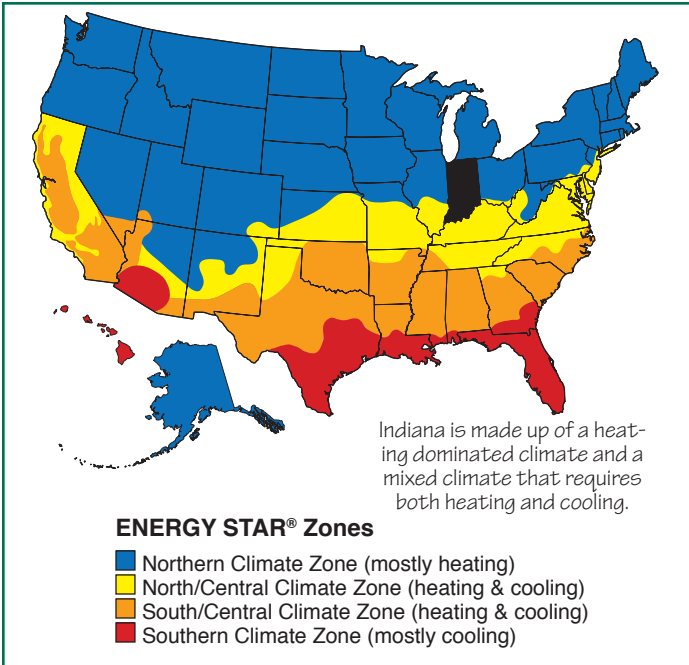 Indiana is made up of a heat-
ing dominated climate and a
mixed climate that requires
both heating and cooling.
ENERGY STAR® Zones
Northern Climate Zone (mostly heating)
North/Central Climate Zone (heating & cooling)
South/Central Climate Zone (heating & cooling)
Southern Climate Zone (mostly cooling)